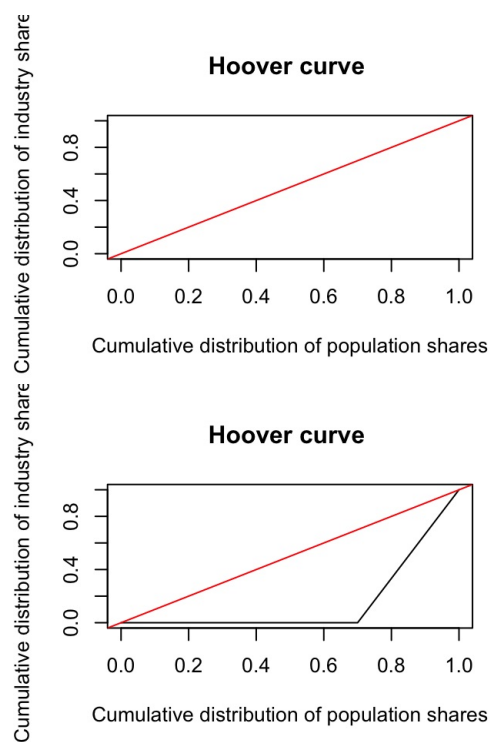 Hoover curve
Cumulative distribution of industry share
0.0 0.4 0.8
0.0 0.2 0.4 0.6 0.8 1.0
Cumulative distribution of population shares
Hoover curve
Cumulative distribution of industry share
0.0 0.4 0.8
0.0 0.2 0.4 0.6 0.8 1.0
Cumulative distribution of population shares